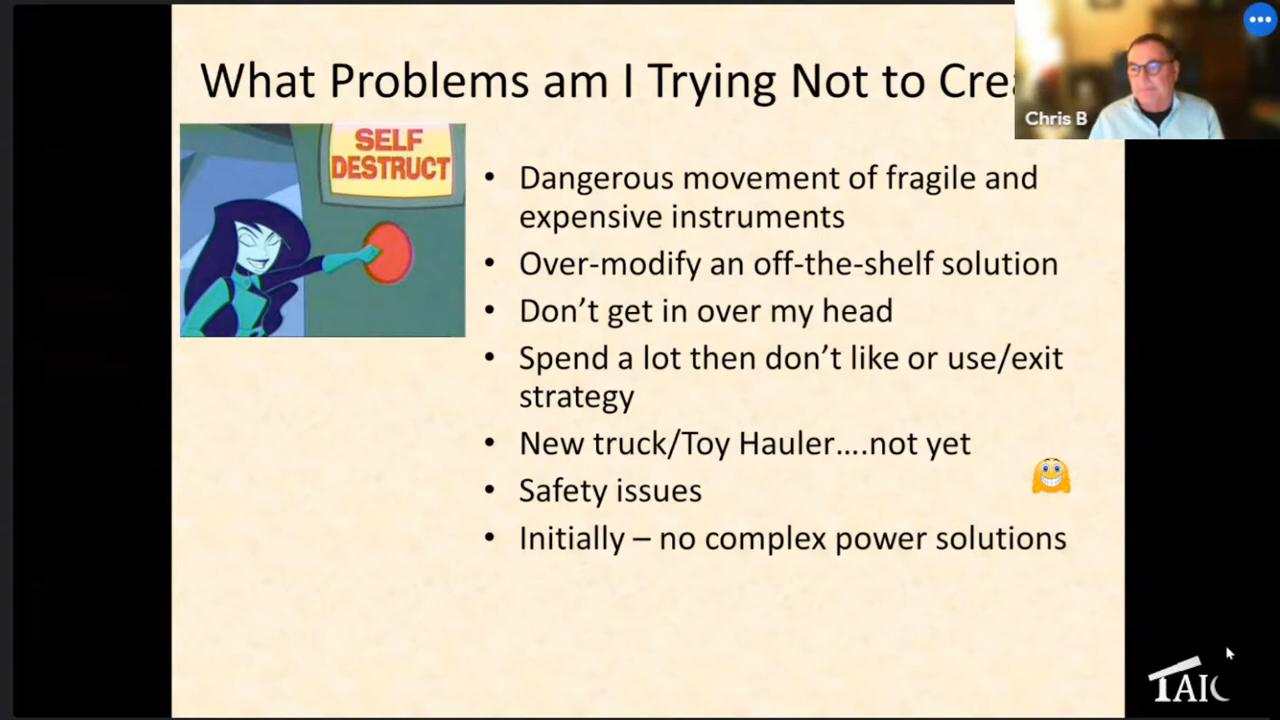 What Problems am I Trying Not to Crea
Chris B
SELF
DESTRUCT
• Dangerous movement of fragile and
expensive instruments
• Over-modify an off-the-shelf solution
• Don’t get in over my head
• Spend a lot then don’t like or use/exit
strategy
• New truck/Toy Hauler….not yet
• Safety issues
• Initially – no complex power solutions
TAIC